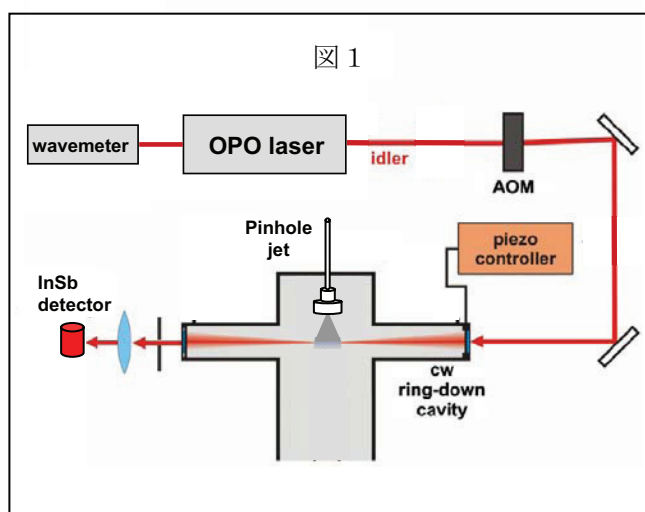 図 1
wavemeter
OPO laser
idler
AOM
Pinhole
jet
piezo
controller
InSb
detector
cw
ring-down
cavity